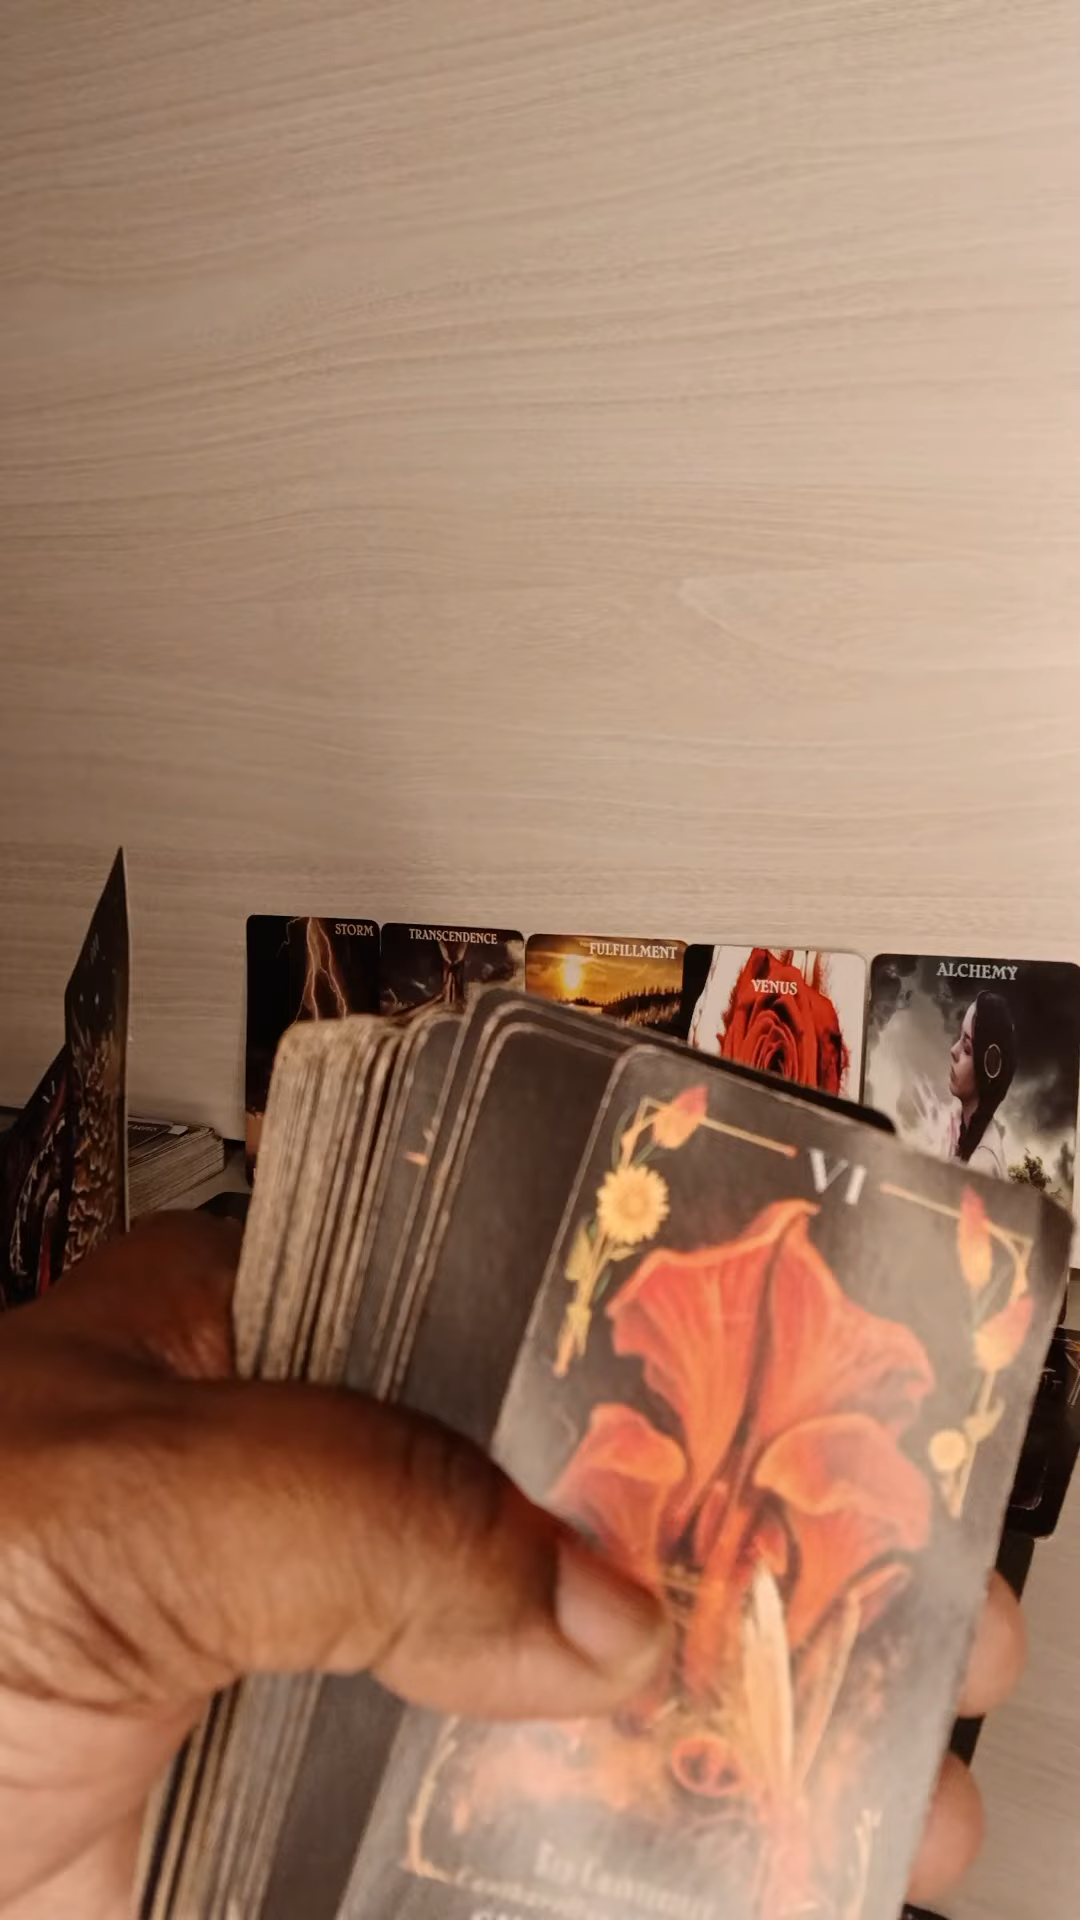 STORM
TRANSCENDENCE
FULFILLMENT
VENUS
ALCHEMY
VI